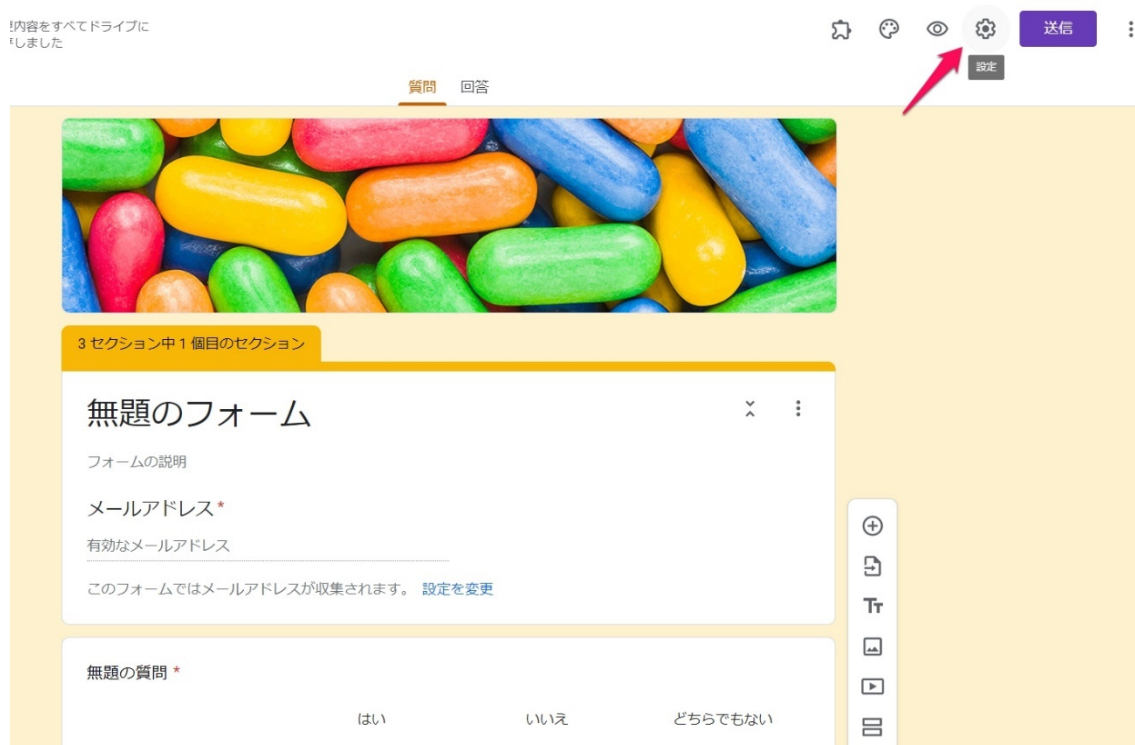 内容をすべてドライブに
しました
送信
設定
質問 回答
3 セクション中 1 個目のセクション
無題のフォーム
フォームの説明
メールアドレス *
有効なメールアドレス
このフォームではメールアドレスが収集されます。 設定を変更
Tт
無題の質問 *
はい いいえ どちらでもない